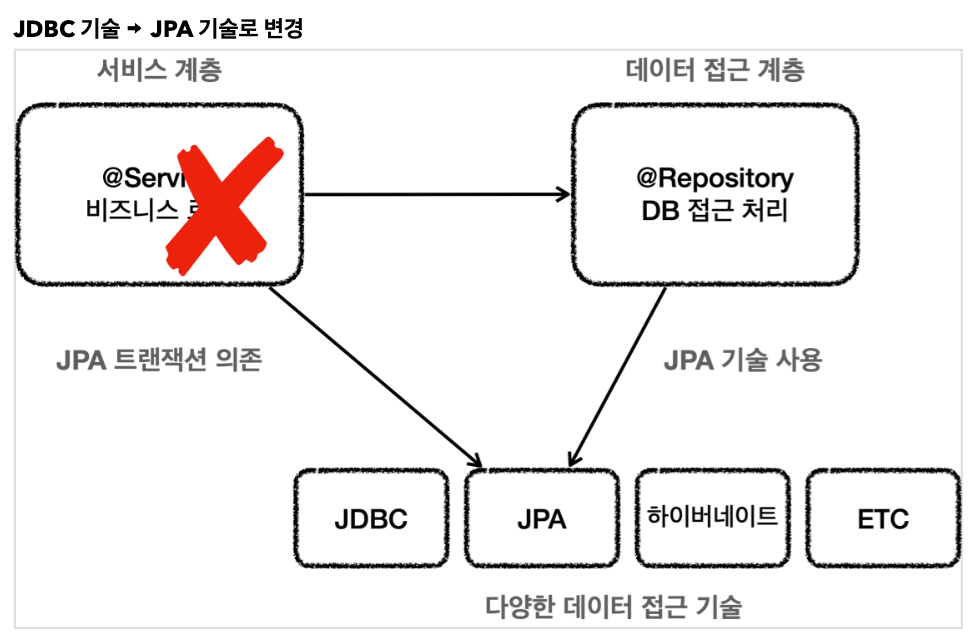 JDBC 기술 → JPA 기술로 변경
서비스 계층
데이터 접근 계층
@Servi
비즈니스
@Repository
DB 접근 처리
JPA 트랜잭션 의존
JPA 기술 사용
JDBC
JPA
하이버네이트
ETC
다양한 데이터 접근 기술